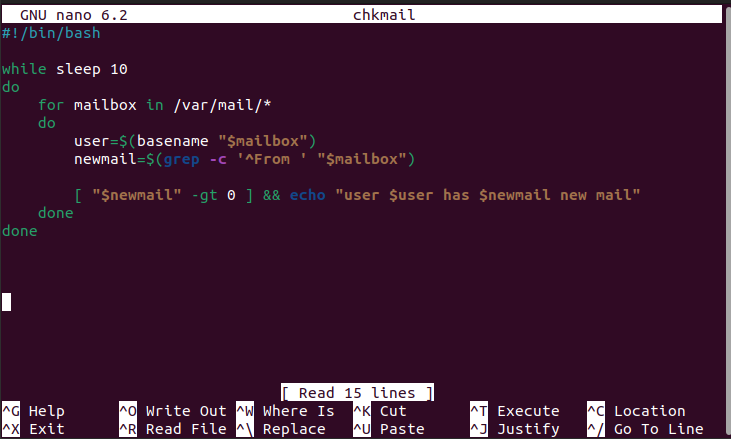 GNU nano 6.2 chkmail
#!/bin/bash
while sleep 10
do
for mailbox in /var/mail/*
do
user=$(basename "$mailbox")
newmail=$(grep -c '^From ' "$mailbox")
[ "$newmail" -gt 0 ] && echo "user $user has $newmail new mail"
done
done
[ Read 15 lines ]
^G Help ^O Write Out ^W Where Is ^K Cut ^T Execute ^C Location
^X Exit ^R Read File ^\ Replace ^U Paste ^J Justify ^/ Go To Line